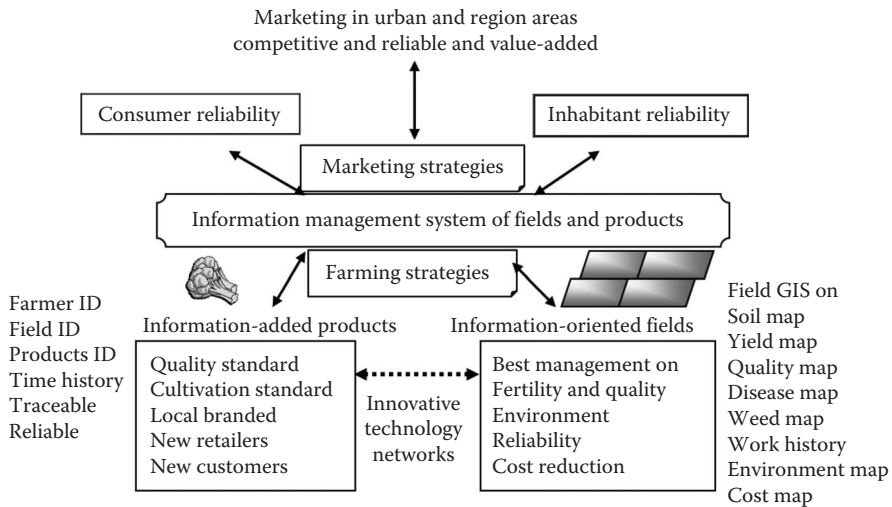 Marketing in urban and region areas
competitive and reliable and value-added
Consumer reliability
Inhabitant reliability
Marketing strategies
Information management system of fields and products
Farming strategies
Farmer ID
Field ID
Products ID
Time history
Traceable
Reliable
Information-added products
Quality standard
Cultivation standard
Local branded
New retailers
New customers
Innovative
technology
networks
Information-oriented fields
Best management on
Fertility and quality
Environment
Reliability
Cost reduction
Field GIS on
Soil map
Yield map
Quality map
Disease map
Weed map
Work history
Environment map
Cost map